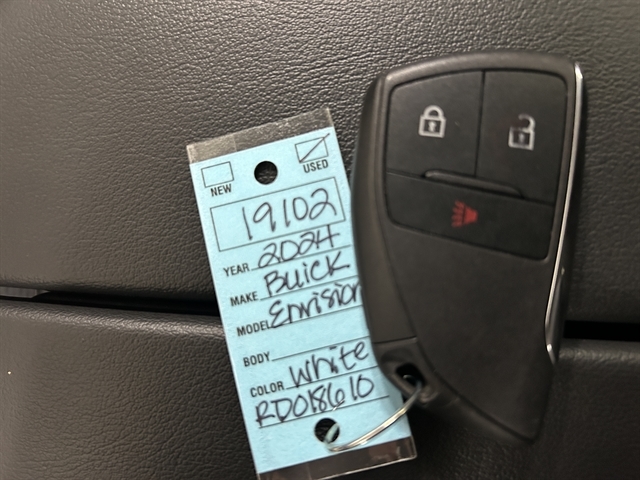 NEW USED
19102
YEAR 2024
MAKE Buick
MODEL Envision
BODY
COLOR White
RD018610